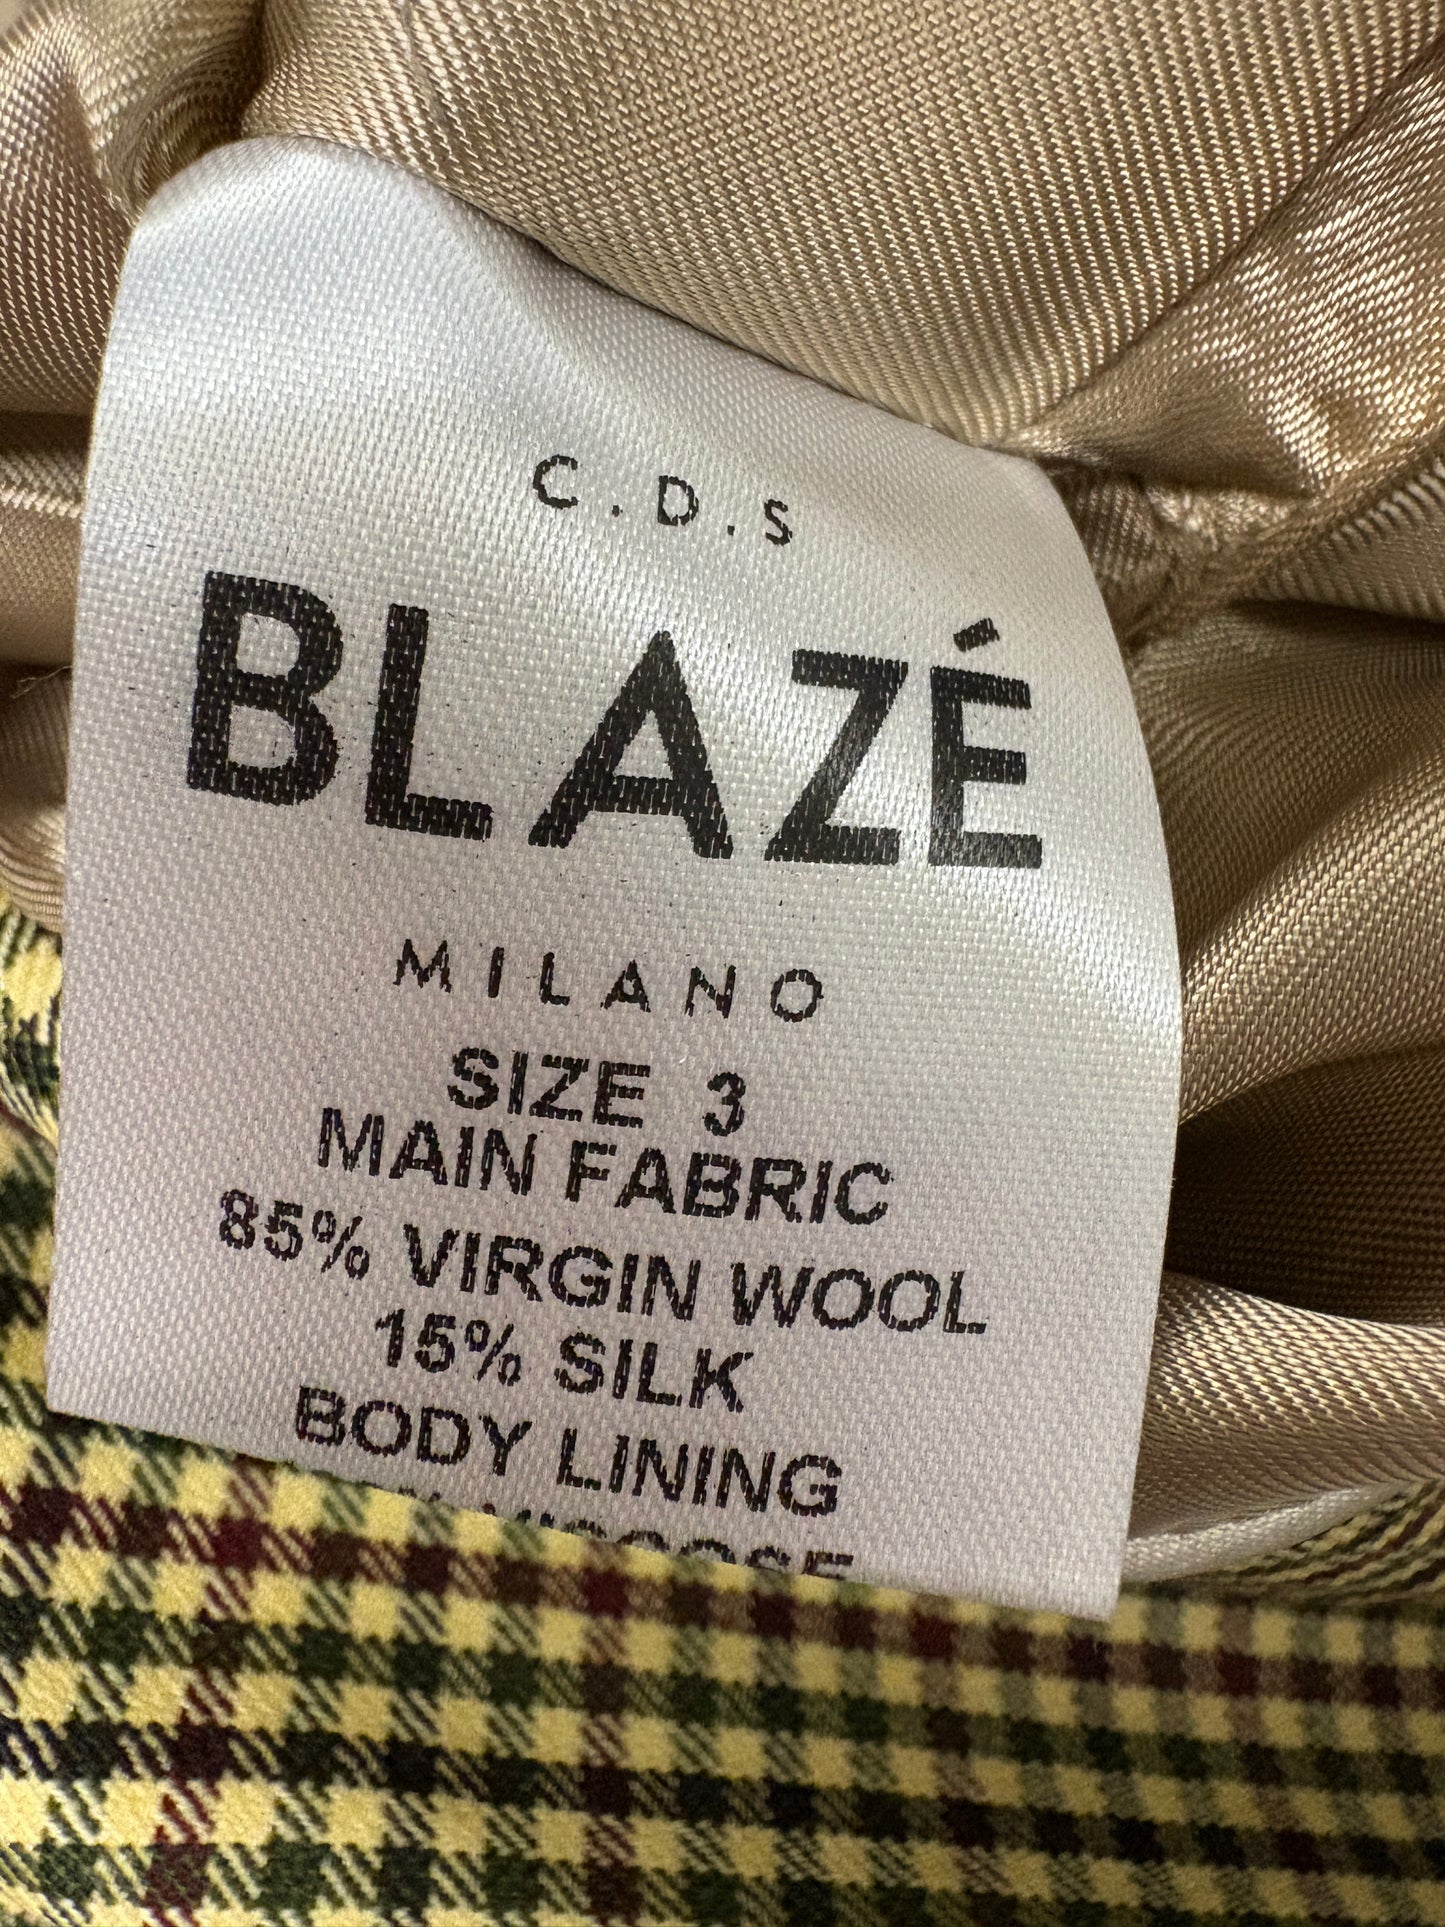 C.D.S
BLAZÉ
MILANO
SIZE 3
MAIN FABRIC
85% VIRGIN WOOL
15% SILK
BODY LINING